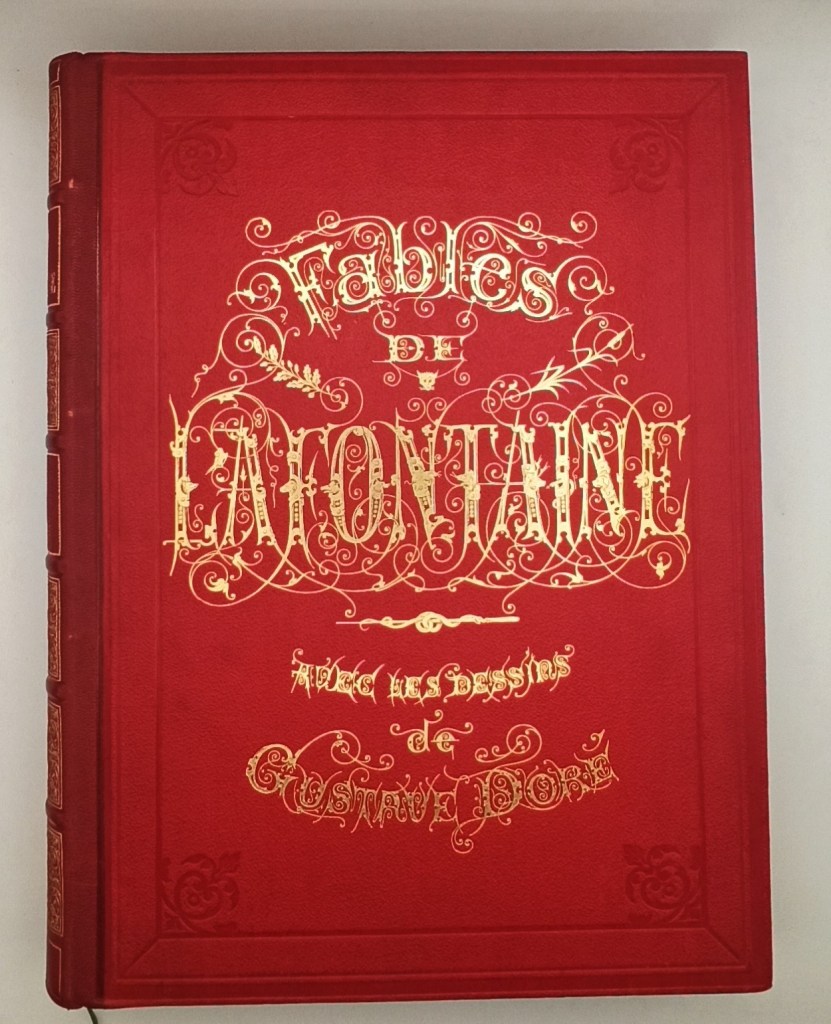 Fables
DE
LAFONTAINE
AVEC LES DESSINS
de
GUSTAVE DORÉ